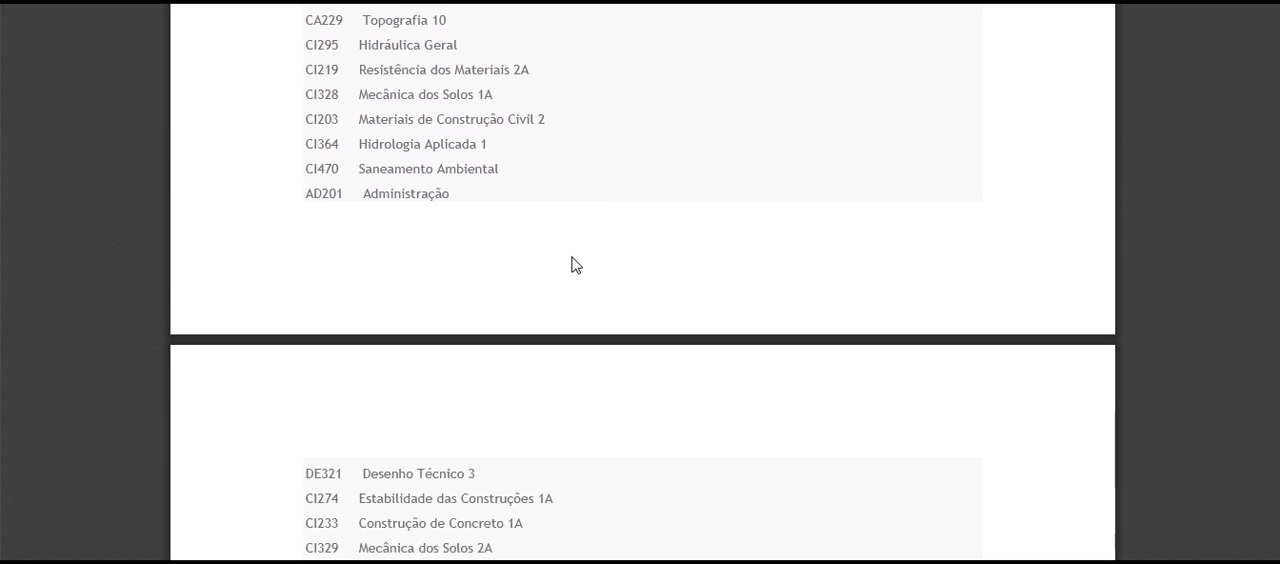 CA229 Topografia 10
CI295 Hidráulica Geral
CI219 Resistência dos Materiais 2A
CI328 Mecânica dos Solos 1A
CI203 Materiais de Construção Civil 2
CI364 Hidrologia Aplicada 1
CI470 Saneamento Ambiental
AD201 Administração
DE321 Desenho Técnico 3
CI274 Estabilidade das Construções 1A
CI233 Construção de Concreto 1A
CI329 Mecânica dos Solos 2A